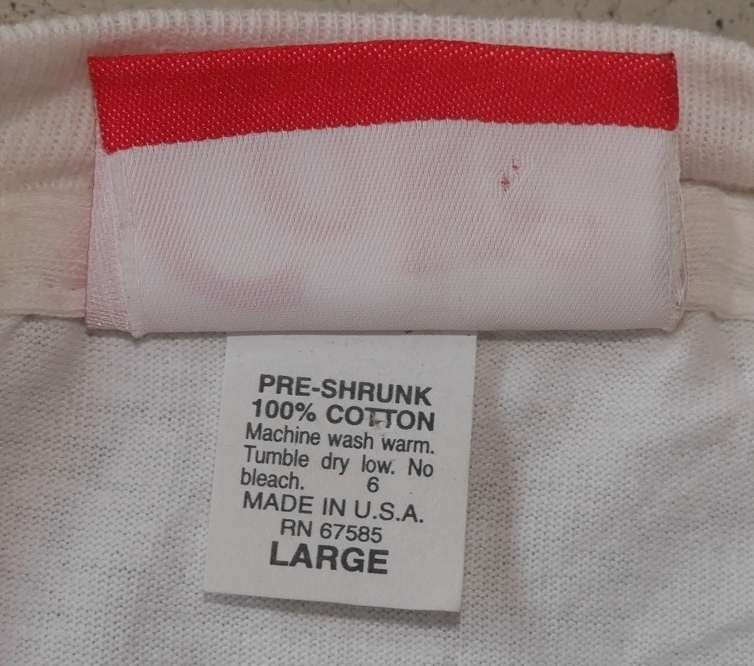 PRE-SHRUNK
100% COTTON
Machine wash warm.
Tumble dry low. No
bleach. 6
MADE IN U.S.A.
RN 67585
LARGE